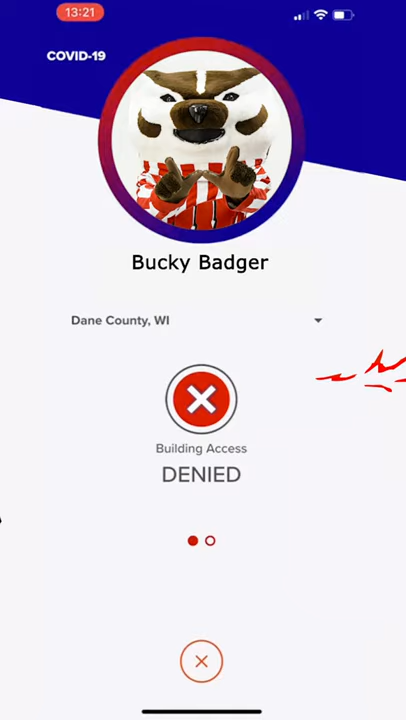 13:21
COVID-19
Bucky Badger
Dane County, WI
Building Access
DENIED